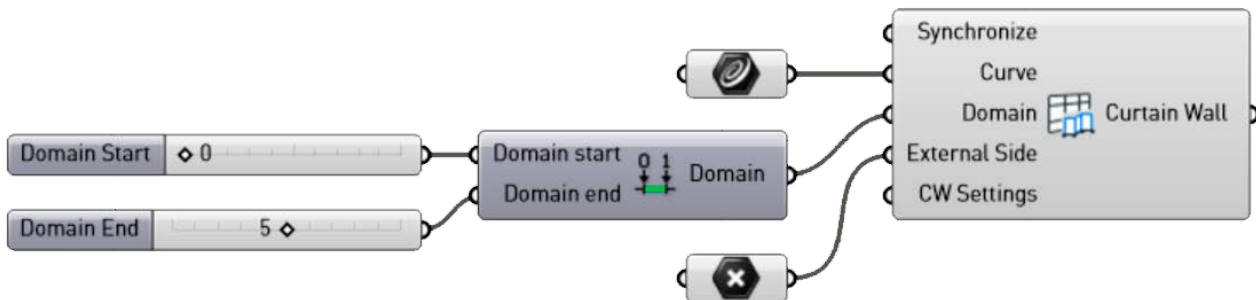 Synchronize
Curve
Domain Curtain Wall
External Side
CW Settings
Domain Start 0
Domain start 0 1 Domain
Domain end
Domain End 5